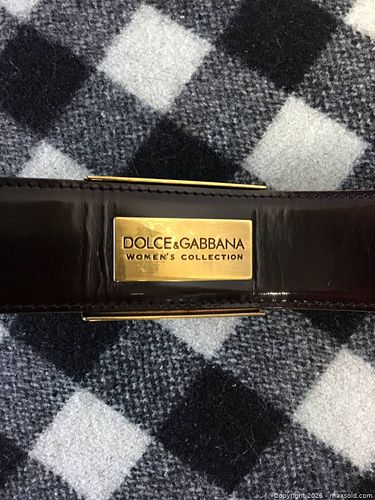 DOLCE&GABBANA
WOMEN'S COLLECTION
Copyright 2026 - maxsold.com